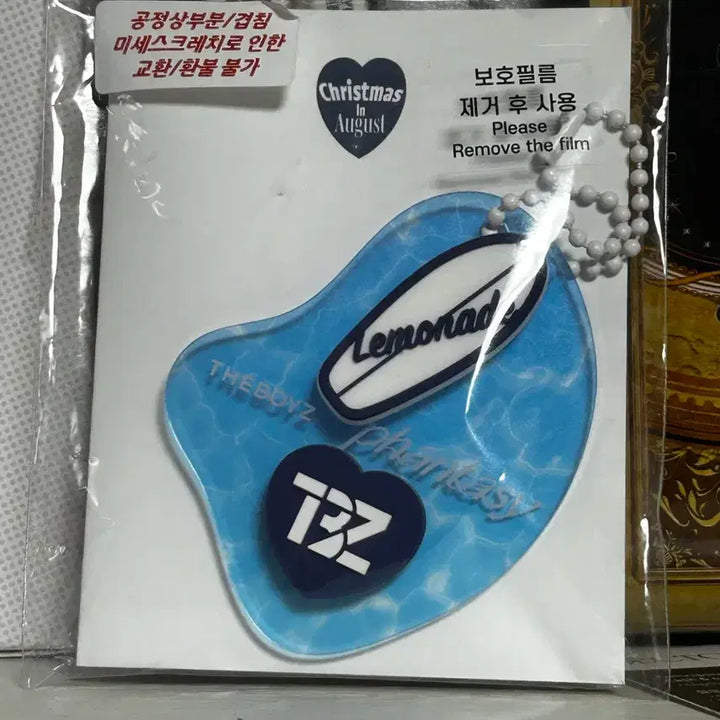 공정상부분/겹침
미세스크레치로 인한
교환/환불 불가
Christmas
In
August
보호필름
제거 후 사용
Please
Remove the film
Lemonade
THEBOYZ
phantasy
TBZ